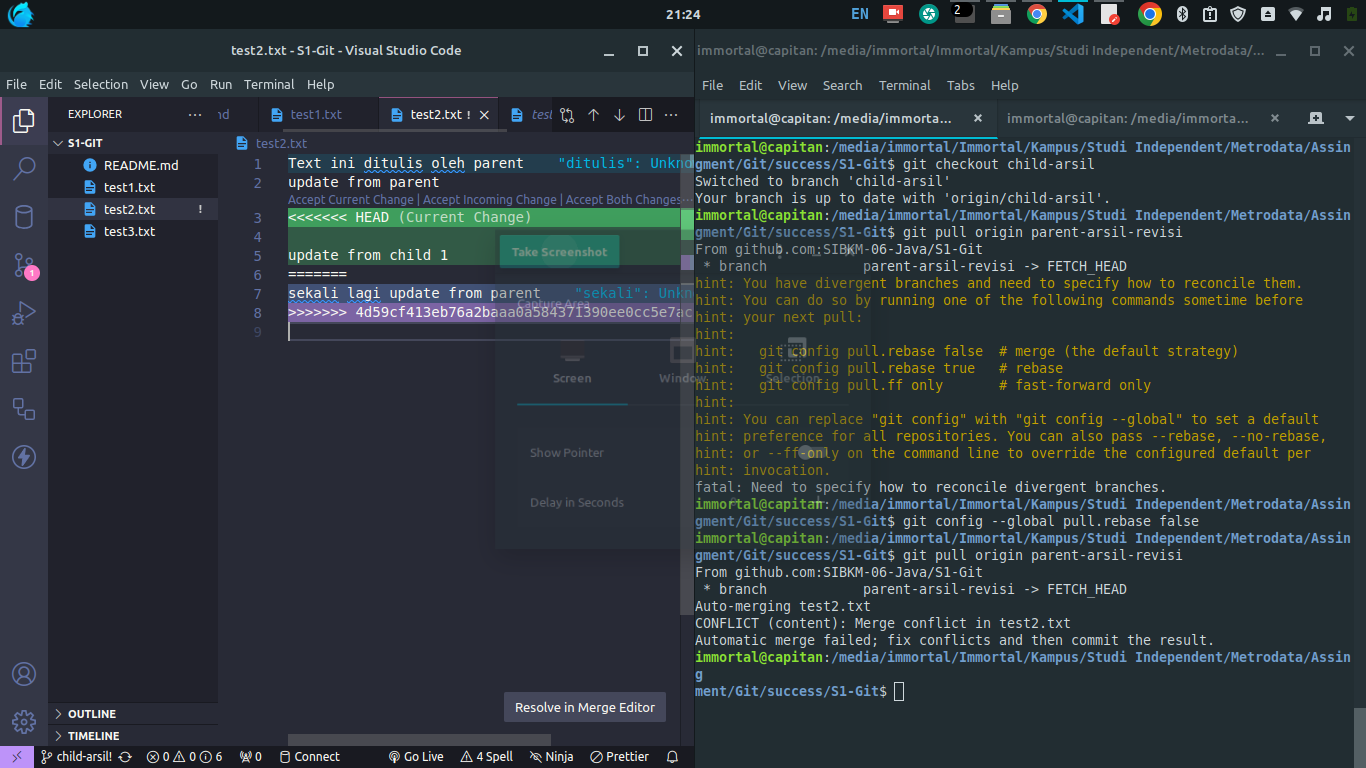 21:24
EN
2
test2.txt - S1-Git - Visual Studio Code
File Edit Selection View Go Run Terminal Help
EXPLORER
nd
test1.txt
test2.txt !
test
S1-GIT
README.md
test1.txt
test2.txt !
test3.txt
1
OUTLINE
TIMELINE
test2.txt
1 Text ini ditulis oleh parent "ditulis": Unkn
2 update from parent
Accept Current Change | Accept Incoming Change | Accept Both Changes
3 <<<<<<< HEAD (Current Change)
4
5 update from child 1
6 =======
7 sekali lagi update from parent "sekali": Unkn
8 >>>>>>> 4d59cf413eb76a2baaa0a584371390ee0cc5e7ac
9
Take Screenshot
Capture Area
Screen
Window
Selection
Show Pointer
Delay in Seconds
Resolve in Merge Editor
child-arsil! 0 0 6 0 Connect Go Live 4 Spell Ninja Prettier
immortal@capitan: /media/immortal/Immortal/Kampus/Studi Independent/Metrodata/...
File Edit View Search Terminal Tabs Help
immortal@capitan: /media/immorta...
immortal@capitan: /media/immorta...
immortal@capitan:/media/immortal/Immortal/Kampus/Studi Independent/Metrodata/Assin
gment/Git/success/S1-Git$ git checkout child-arsil
Switched to branch 'child-arsil'
Your branch is up to date with 'origin/child-arsil'.
immortal@capitan:/media/immortal/Immortal/Kampus/Studi Independent/Metrodata/Assin
gment/Git/success/S1-Git$ git pull origin parent-arsil-revisi
From github.com:SIBKM-06-Java/S1-Git
* branch parent-arsil-revisi -> FETCH_HEAD
hint: You have divergent branches and need to specify how to reconcile them.
hint: You can do so by running one of the following commands sometime before
hint: your next pull:
hint:
hint: git config pull.rebase false # merge (the default strategy)
hint: git config pull.rebase true # rebase
hint: git config pull.ff only # fast-forward only
hint:
hint: You can replace "git config" with "git config --global" to set a default
hint: preference for all repositories. You can also pass --rebase, --no-rebase,
hint: or --ff-only on the command line to override the configured default per
hint: invocation.
fatal: Need to specify how to reconcile divergent branches.
immortal@capitan:/media/immortal/Immortal/Kampus/Studi Independent/Metrodata/Assin
gment/Git/success/S1-Git$ git config --global pull.rebase false
immortal@capitan:/media/immortal/Immortal/Kampus/Studi Independent/Metrodata/Assin
gment/Git/success/S1-Git$ git pull origin parent-arsil-revisi
From github.com:SIBKM-06-Java/S1-Git
* branch parent-arsil-revisi -> FETCH_HEAD
Auto-merging test2.txt
CONFLICT (content): Merge conflict in test2.txt
Automatic merge failed; fix conflicts and then commit the result.
immortal@capitan:/media/immortal/Immortal/Kampus/Studi Independent/Metrodata/Assin
g
ment/Git/success/S1-Git$